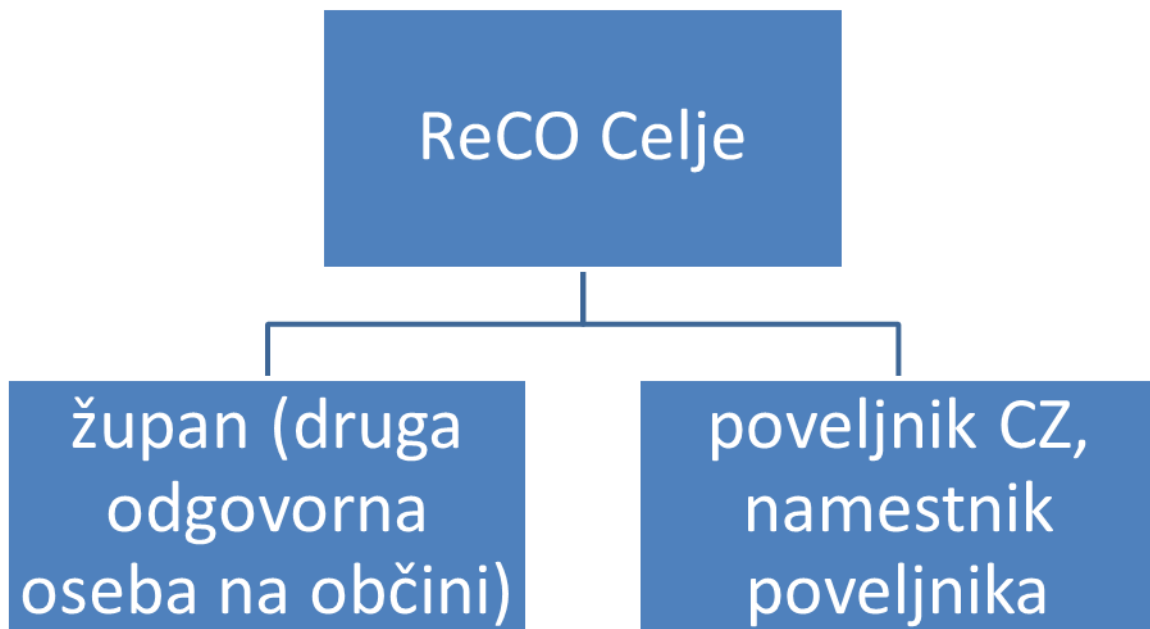 ReCO Celje
župan (druga
odgovorna
oseba na občini)
poveljnik CZ,
namestnik
poveljnika